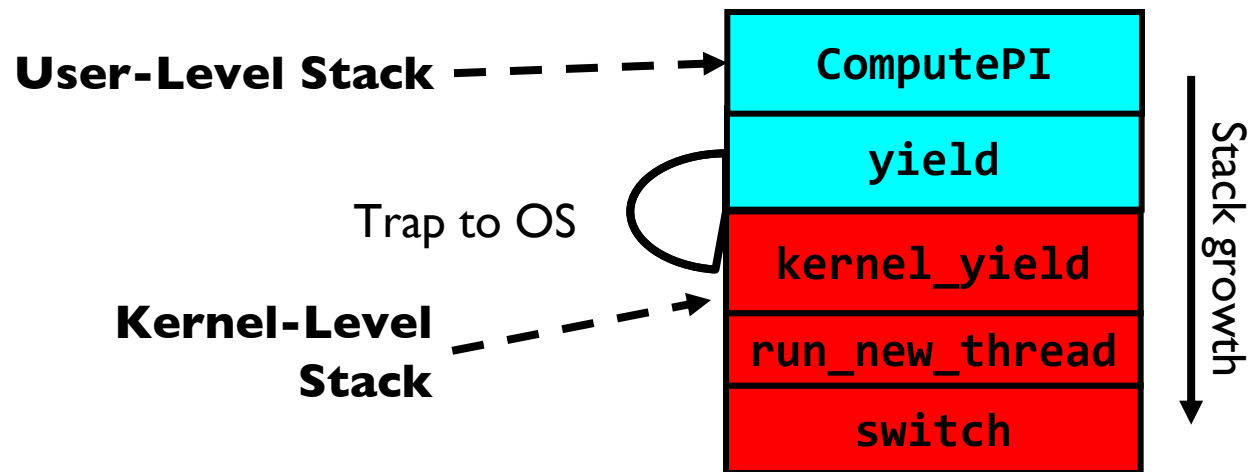 User-Level Stack
ComputePI
yield
Trap to OS
kernel_yield
Kernel-Level
Stack
run_new_thread
switch
Stack growth